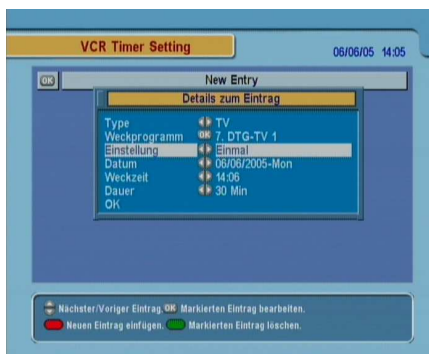 VCR Timer Setting
06/06/05 14:05
OK New Entry
Details zum Eintrag
Type TV
Weckprogramm OK 7. DTG-TV 1
Einstellung Einmal
Datum 06/06/2005-Mon
Weckzeit 14:06
Dauer 30 Min
OK
Nächster/Voriger Eintrag. OK Markierten Eintrag bearbeiten.
Neuen Eintrag einfügen. Markierten Eintrag löschen.